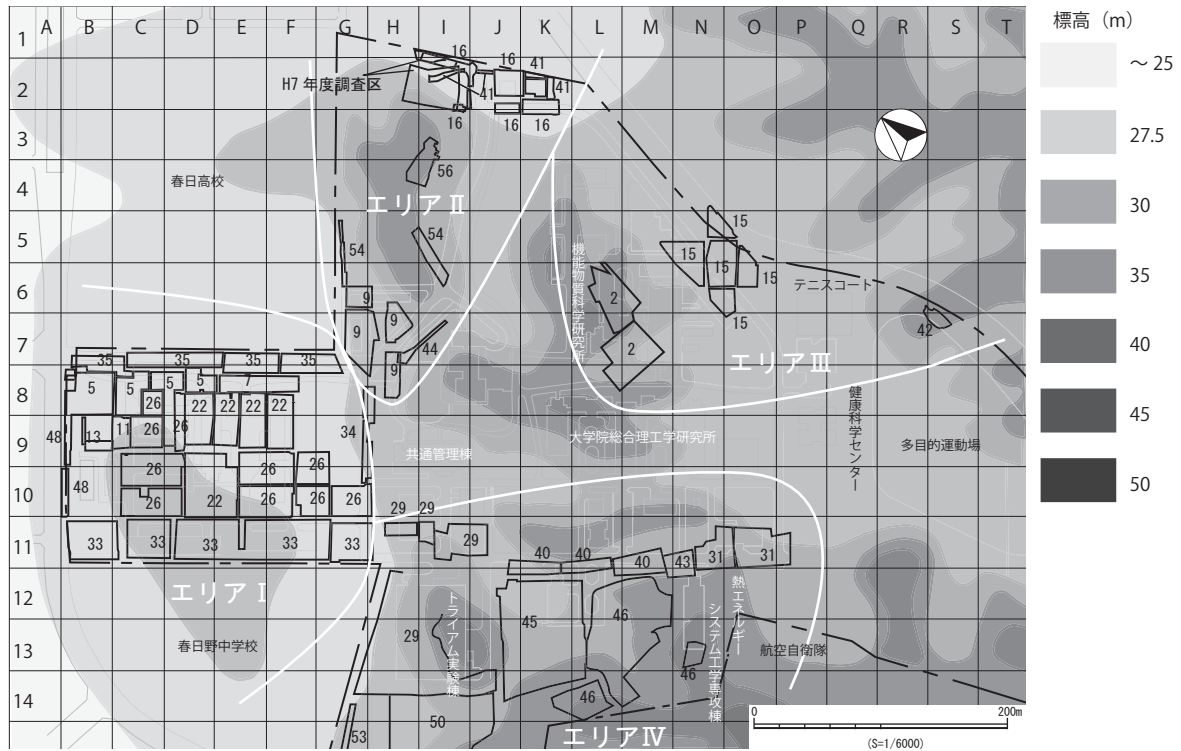 A B C D E F G H I J K L M N O P Q R S T
標高（m）
1
～ 25
16 16
41
H7 年度調査区
2
41 41
27.5
16 16 16
3
56
春日高校
4
30
エリアⅡ
15
5
54 54
機能物質科学研究所
15 15 15
35
テニスコート
6
9 9 2
15
42
9 44 2
7
35 35 35 35
エリアⅢ
40
9
5 5 5 5 7
8
26 22 22 22 22
健康科学センター
45
34
48 13 11 26 26
9
共通管理棟
大学院総合理工学研究所
多目的運動場
26 26 26
50
48
10
26 22 26 26 26
29 29
29
11
33 33 33 33 33
40 40 40 43 31 31
エリアⅠ
12
トライアム実験棟
45 46
熱エネルギー
システム工学専攻棟
29
13
春日野中学校
航空自衛隊
46
14
46
50
53
エリアⅣ
0 200m
(S=1/6000)